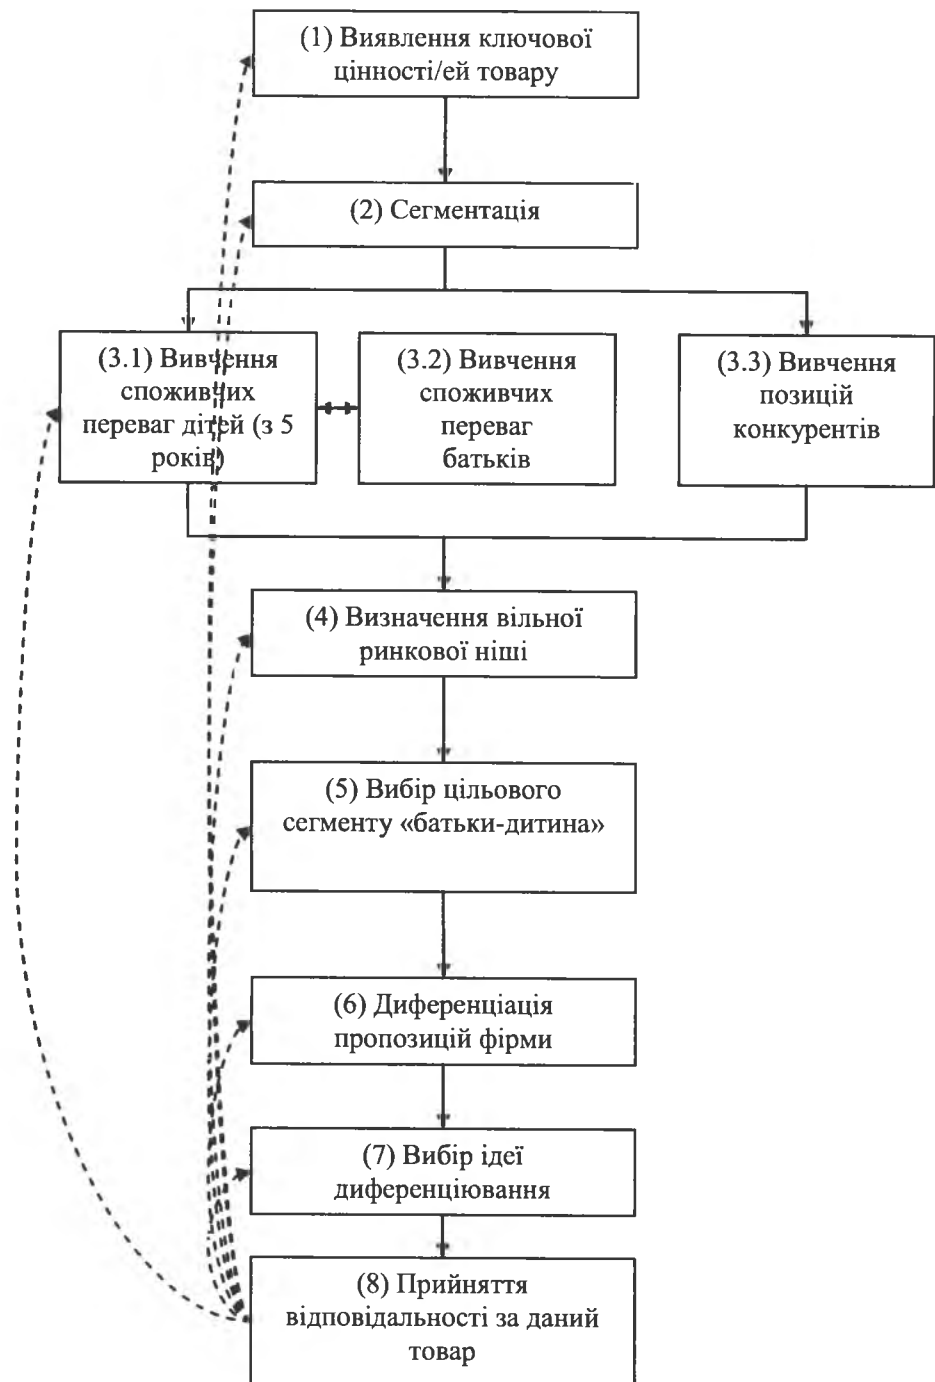 (1) Виявлення ключової
цінності/ей товару
(2) Сегментація
(3.1) Вивчення
споживчих
переваг дітей (з 5
років)
(3.2) Вивчення
споживчих
переваг
батьків
(3.3) Вивчення
позицій
конкурентів
(4) Визначення вільної
ринкової ніші
(5) Вибір цільового
сегменту «батьки-дитина»
(6) Диференціація
пропозицій фірми
(7) Вибір ідеї
диференціювання
(8) Прийняття
відповідальності за даний
товар